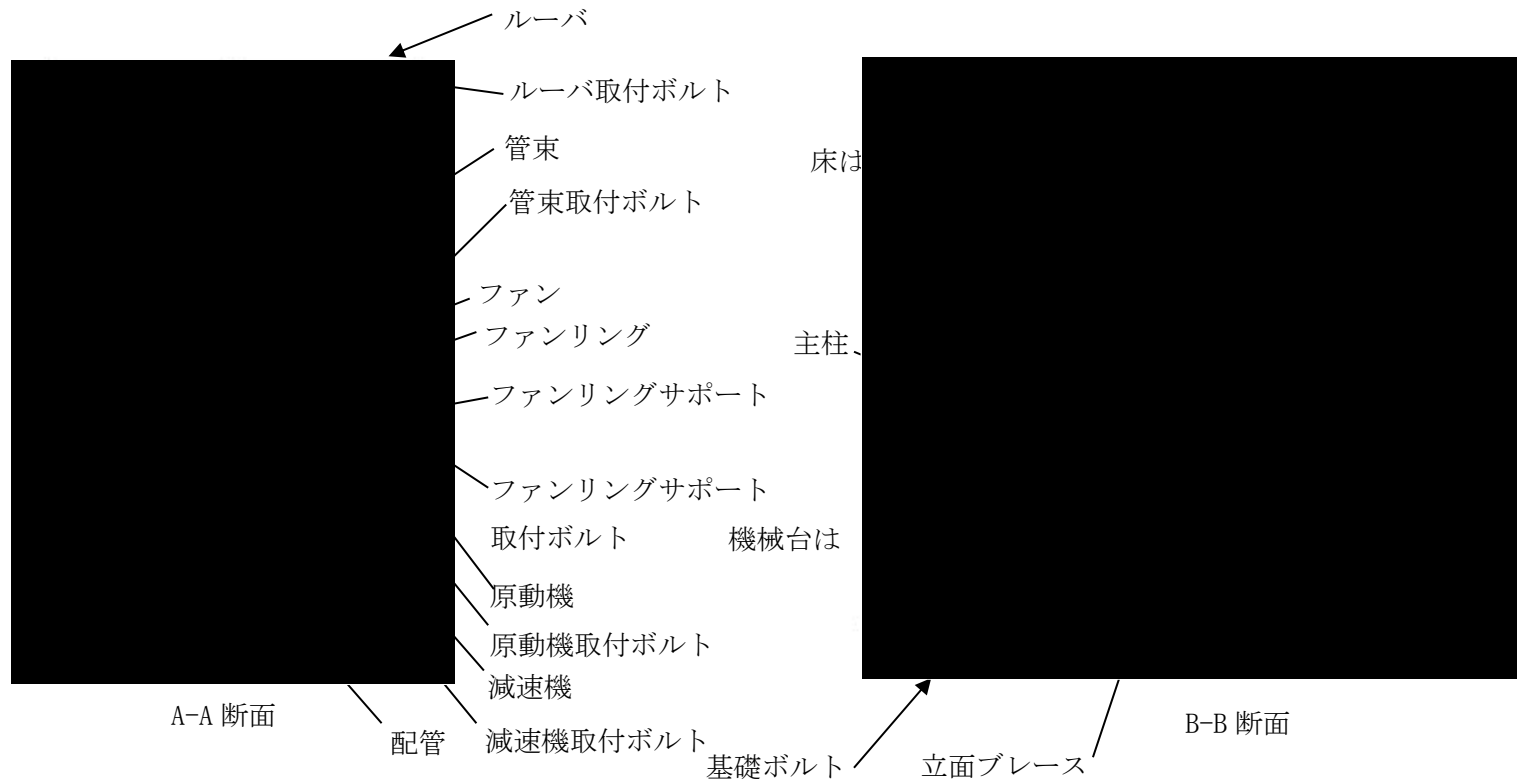 ルーバ
ルーバ取付ボルト
管束
管束取付ボルト
ファン
ファンリング
ファンリングサポート
ファンリングサポート
取付ボルト
原動機
原動機取付ボルト
減速機
減速機取付ボルト
配管
A-A 断面
床は
主柱
機械台は
基礎ボルト
立面ブレース
B-B 断面